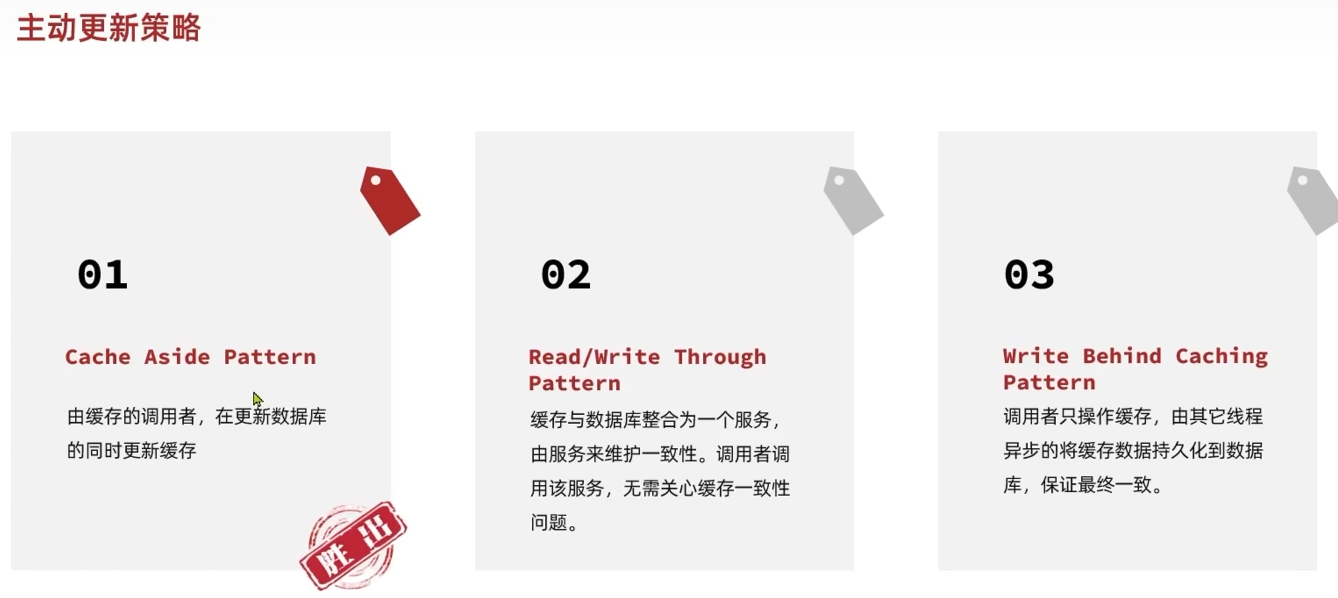 主动更新策略
01
Cache Aside Pattern
由缓存的调用者，在更新数据库
的同时更新缓存
胜出
02
Read/Write Through
Pattern
缓存与数据库整合为一个服务，
由服务来维护一致性。调用者调
用该服务，无需关心缓存一致性
问题。
03
Write Behind Caching
Pattern
调用者只操作缓存，由其它线程
异步的将缓存数据持久化到数据
库，保证最终一致。